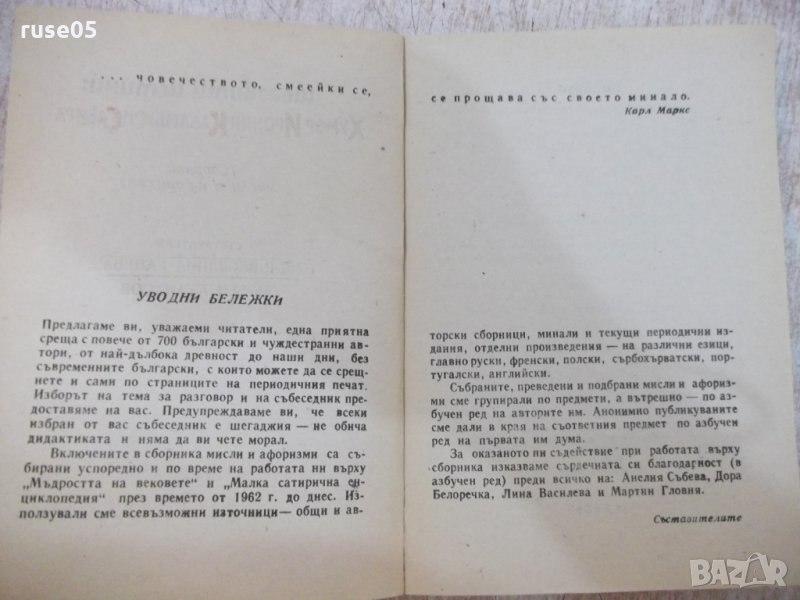 ruse05
... човечеството, смеейки се,
УВОДНИ БЕЛЕЖКИ
Предлагаме ви, уважаеми читатели, една приятна
среща с повече от 700 български и чуждестранни ав-
тори, от най-дълбока древност до наши дни, без
съвременните български, с които можете да се срещ-
нете и сами по страниците на периодичния печат.
Изборът на тема за разговор и на събеседник пре-
доставяме на вас. Предупреждаваме ви, че всеки
избран от вас събеседник е шегаджия — не обича
дидактиката и няма да ви чете морал.
Включените в сборника мисли и афоризми са съ-
бирани успоредно и по време на работата ни върху
„Мъдростта на вековете“ и „Малка сатирична ен-
циклопедия“ през времето от 1962 г. до днес. Из-
ползували сме всевъзможни източници — общи и ав-
се прощава със своето минало.
Карл Маркс
торски сборници, минали и текущи периодични из-
дания, отделни произведения — на различни езици,
главно руски, френски, полски, сърбохърватски, пор-
тугалски, английски.
Събраните, преведени и подбрани мисли и афориз-
ми сме групирали по предмети, а вътрешно — по аз-
бучен ред на авторите им. Анонимно публикуваните
сме дали в края на съответния предмет по азбучен
ред на първата им дума.
За оказаното ни съдействие при работата върху
сборника изказваме сърдечната си благодарност (в
азбучен ред) преди всичко на: Анелия Събева, Дора
Белоречка, Лина Василева и Мартин Гловня.
Съставителите
BAZAR
.bg